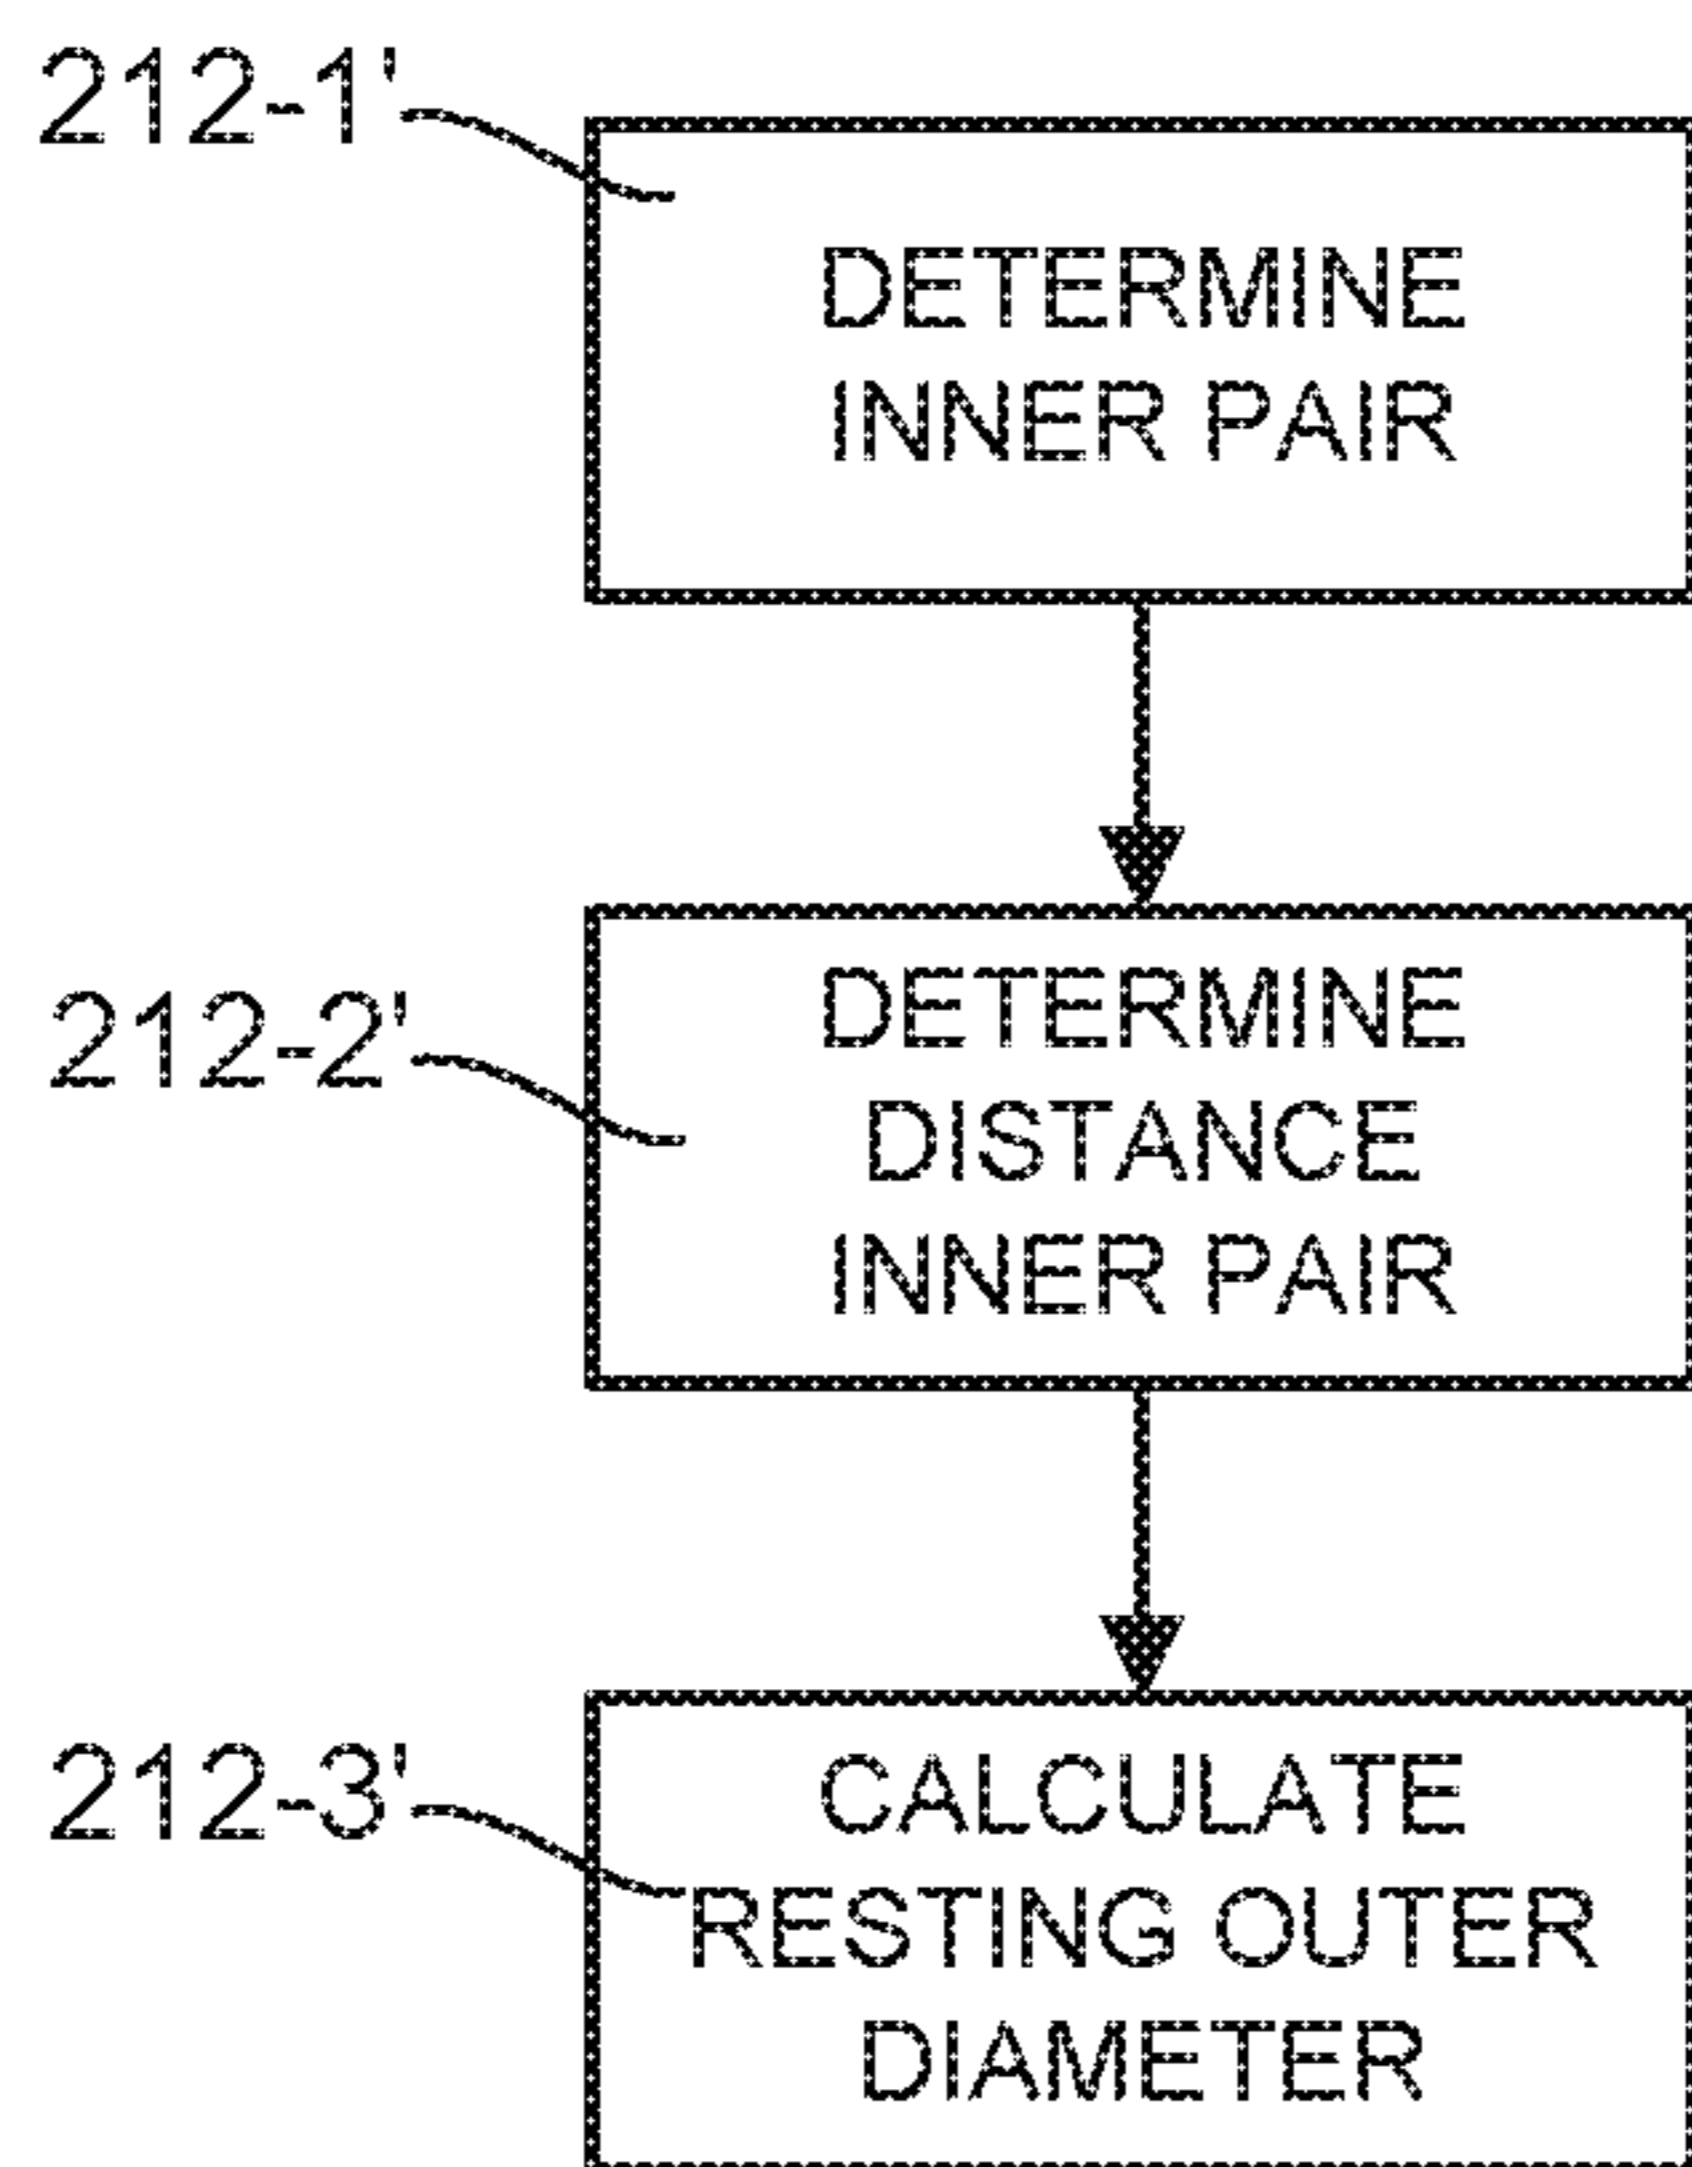 212-1'
DETERMINE
INNER PAIR
212-2'
DETERMINE
DISTANCE
INNER PAIR
212-3'
CALCULATE
RESTING OUTER
DIAMETER